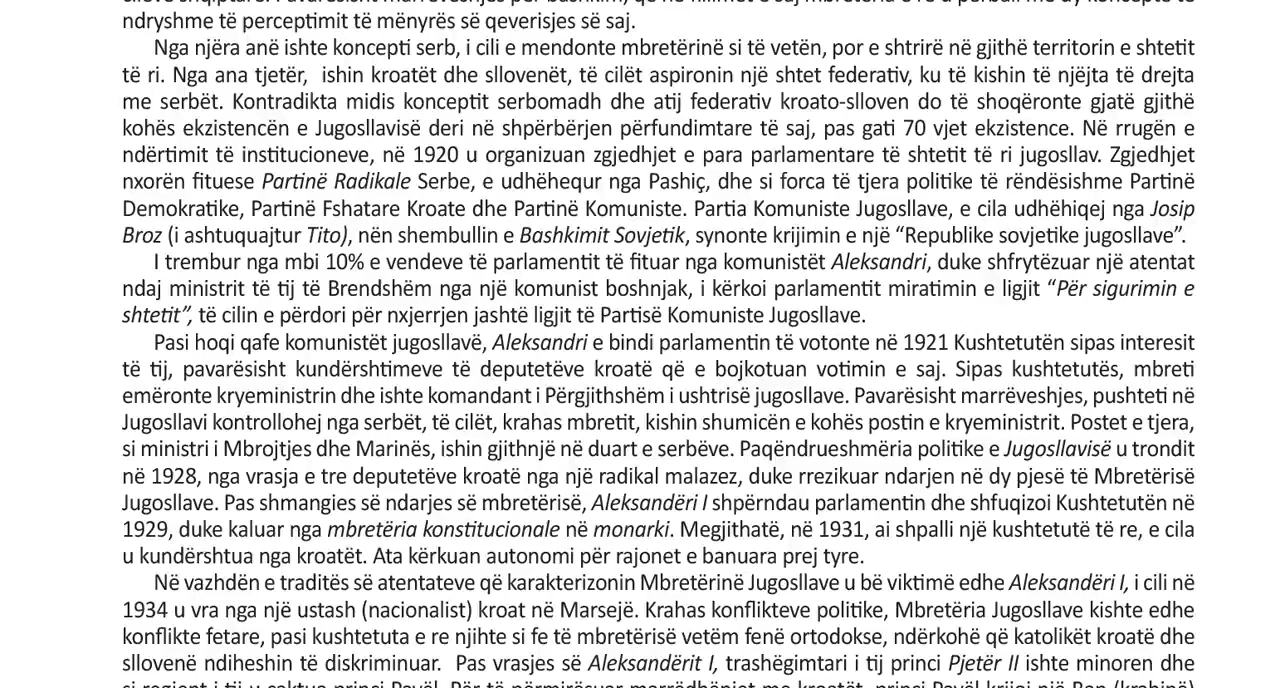 ndryshme të perceptimit të mënyrës së qeverisjes së saj.
Nga njëra anë ishte koncepti serb, i cili e mendonte mbretërinë si të vetën, por e shtrirë në gjithë territorin e shtetit
të ri. Nga ana tjetër, ishin kroatët dhe sllovenët, të cilët aspironin një shtet federativ, ku të kishin të njëjta të drejta
me serbët. Kontradikta midis konceptit serbomadh dhe atij federativ kroato-slloven do të shoqëronte gjatë gjithë
kohës ekzistencën e Jugosllavisë deri në shpërbërjen përfundimtare të saj, pas gati 70 vjet ekzistence. Në rrugën e
ndërtimit të institucioneve, në 1920 u organizuan zgjedhjet e para parlamentare të shtetit të ri jugosllav. Zgjedhjet
nxorën fituese Partinë Radikale Serbe, e udhëhequr nga Pashiç, dhe si forca të tjera politike të rëndësishme Partinë
Demokratike, Partinë Fshatare Kroate dhe Partinë Komuniste. Partia Komuniste Jugosllave, e cila udhëhiqej nga Josip
Broz (i ashtuquajtur Tito), nën shembullin e Bashkimit Sovjetik, synonte krijimin e një “Republike sovjetike jugosllave”.
I trembur nga mbi 10% e vendeve të parlamentit të fituar nga komunistët Aleksandri, duke shfrytëzuar një atentat
ndaj ministrit të tij të Brendshëm nga një komunist boshnjak, i kërkoi parlamentit miratimin e ligjit “Për sigurimin e
shtetit”, të cilin e përdori për nxjerrjen jashtë ligjit të Partisë Komuniste Jugosllave.
Pasi hoqi qafe komunistët jugosllavë, Aleksandri e bindi parlamentin të votonte në 1921 Kushtetutën sipas interesit
të tij, pavarësisht kundërshtimeve të deputetëve kroatë që e bojkotuan votimin e saj. Sipas kushtetutës, mbreti
emëronte kryeministrin dhe ishte komandant i Përgjithshëm i ushtrisë jugosllave. Pavarësisht marrëveshjes, pushteti në
Jugosllavi kontrollohej nga serbët, të cilët, krahas mbretit, kishin shumicën e kohës postin e kryeministrit. Postet e tjera,
si ministri i Mbrojtjes dhe Marinës, ishin gjithnjë në duart e serbëve. Paqëndrueshmëria politike e Jugosllavisë u trondit
në 1928, nga vrasja e tre deputetëve kroatë nga një radikal malazez, duke rrezikuar ndarjen në dy pjesë të Mbretërisë
Jugosllave. Pas shmangies së ndarjes së mbretërisë, Aleksandëri I shpërndau parlamentin dhe shfuqizoi Kushtetutën në
1929, duke kaluar nga mbretëria konstitucionale në monarki. Megjithatë, në 1931, ai shpalli një kushtetutë të re, e cila
u kundërshtua nga kroatët. Ata kërkuan autonomi për rajonet e banuara prej tyre.
Në vazhdën e traditës së atentateve që karakterizonin Mbretërinë Jugosllave u bë viktimë edhe Aleksandëri I, i cili në
1934 u vra nga një ustash (nacionalist) kroat në Marsejë. Krahas konflikteve politike, Mbretëria Jugosllave kishte edhe
konflikte fetare, pasi kushtetuta e re njihte si fe të mbretërisë vetëm fenë ortodokse, ndërkohë që katolikët kroatë dhe
sllovenë ndiheshin të diskriminuar. Pas vrasjes së Aleksandërit I, trashëgimtari i tij princi Pjetër II ishte minoren dhe